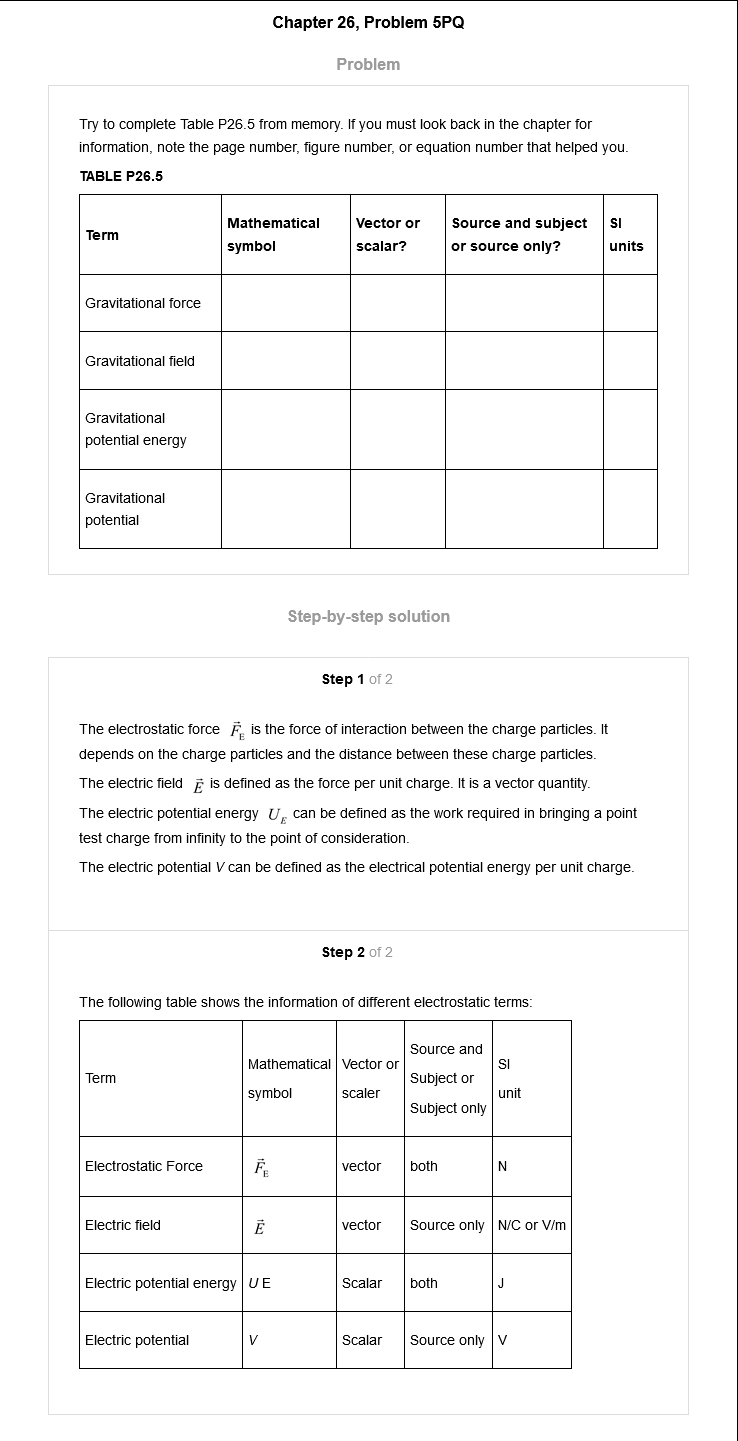 Chapter 26, Problem 5PQ
Problem
Try to complete Table P26.5 from memory. If you must look back in the chapter for
information, note the page number, figure number, or equation number that helped you.
TABLE P26.5
Term
Mathematical
symbol
Vector or
scalar?
Source and subject
or source only?
SI
units
Gravitational force
Gravitational field
Gravitational
potential energy
Gravitational
potential
Step-by-step solution
Step 1 of 2
The electrostatic force F⃗_E is the force of interaction between the charge particles. It
depends on the charge particles and the distance between these charge particles.
The electric field E⃗ is defined as the force per unit charge. It is a vector quantity.
The electric potential energy U_E can be defined as the work required in bringing a point
test charge from infinity to the point of consideration.
The electric potential V can be defined as the electrical potential energy per unit charge.
Step 2 of 2
The following table shows the information of different electrostatic terms:
Term
Mathematical
symbol
Vector or
scaler
Source and
Subject or
Subject only
SI
unit
Electrostatic Force F⃗_E vector both N
Electric field E⃗ vector Source only N/C or V/m
Electric potential energy U E Scalar both J
Electric potential V Scalar Source only V